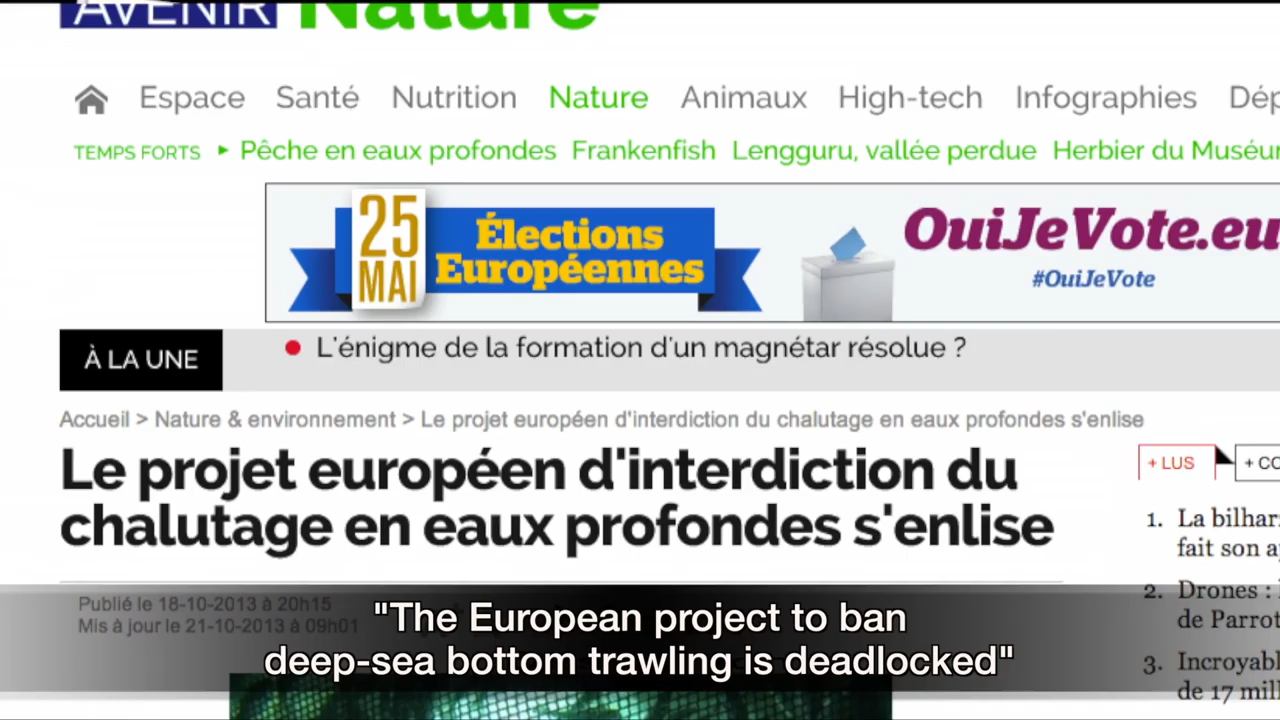 AVENIR Nature
Espace Santé Nutrition Nature Animaux High-tech Infographies Dép
TEMPS FORTS Pêche en eaux profondes Frankenfish Lengguru, vallée perdue Herbier du Muséu
25 MAI
Élections
Européennes
OuiJeVote.eu
#OuiJeVote
À LA UNE
L'énigme de la formation d'un magnétar résolue ?
Accueil > Nature & environnement > Le projet européen d'interdiction du chalutage en eaux profondes s'enlise
Le projet européen d'interdiction du
chalutage en eaux profondes s'enlise
+ LUS
+ CO
1. La bilhar
fait son a
2. Drones :
de Parrot
3. Incroyabl
de 17 mill
Publié le 18-10-2013 à 20h15
Mis à jour le 21-10-2013 à 09h01
"The European project to ban
deep-sea bottom trawling is deadlocked"